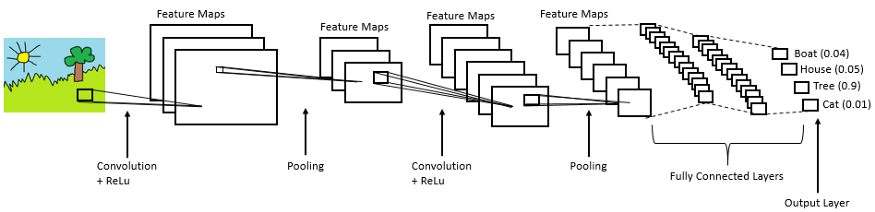 Feature Maps
Feature Maps
Feature Maps
Feature Maps
Boat (0.04)
House (0.05)
Tree (0.9)
Cat (0.01)
Convolution
+ ReLu
Pooling
Convolution
+ ReLu
Pooling
Fully Connected Layers
Output Layer